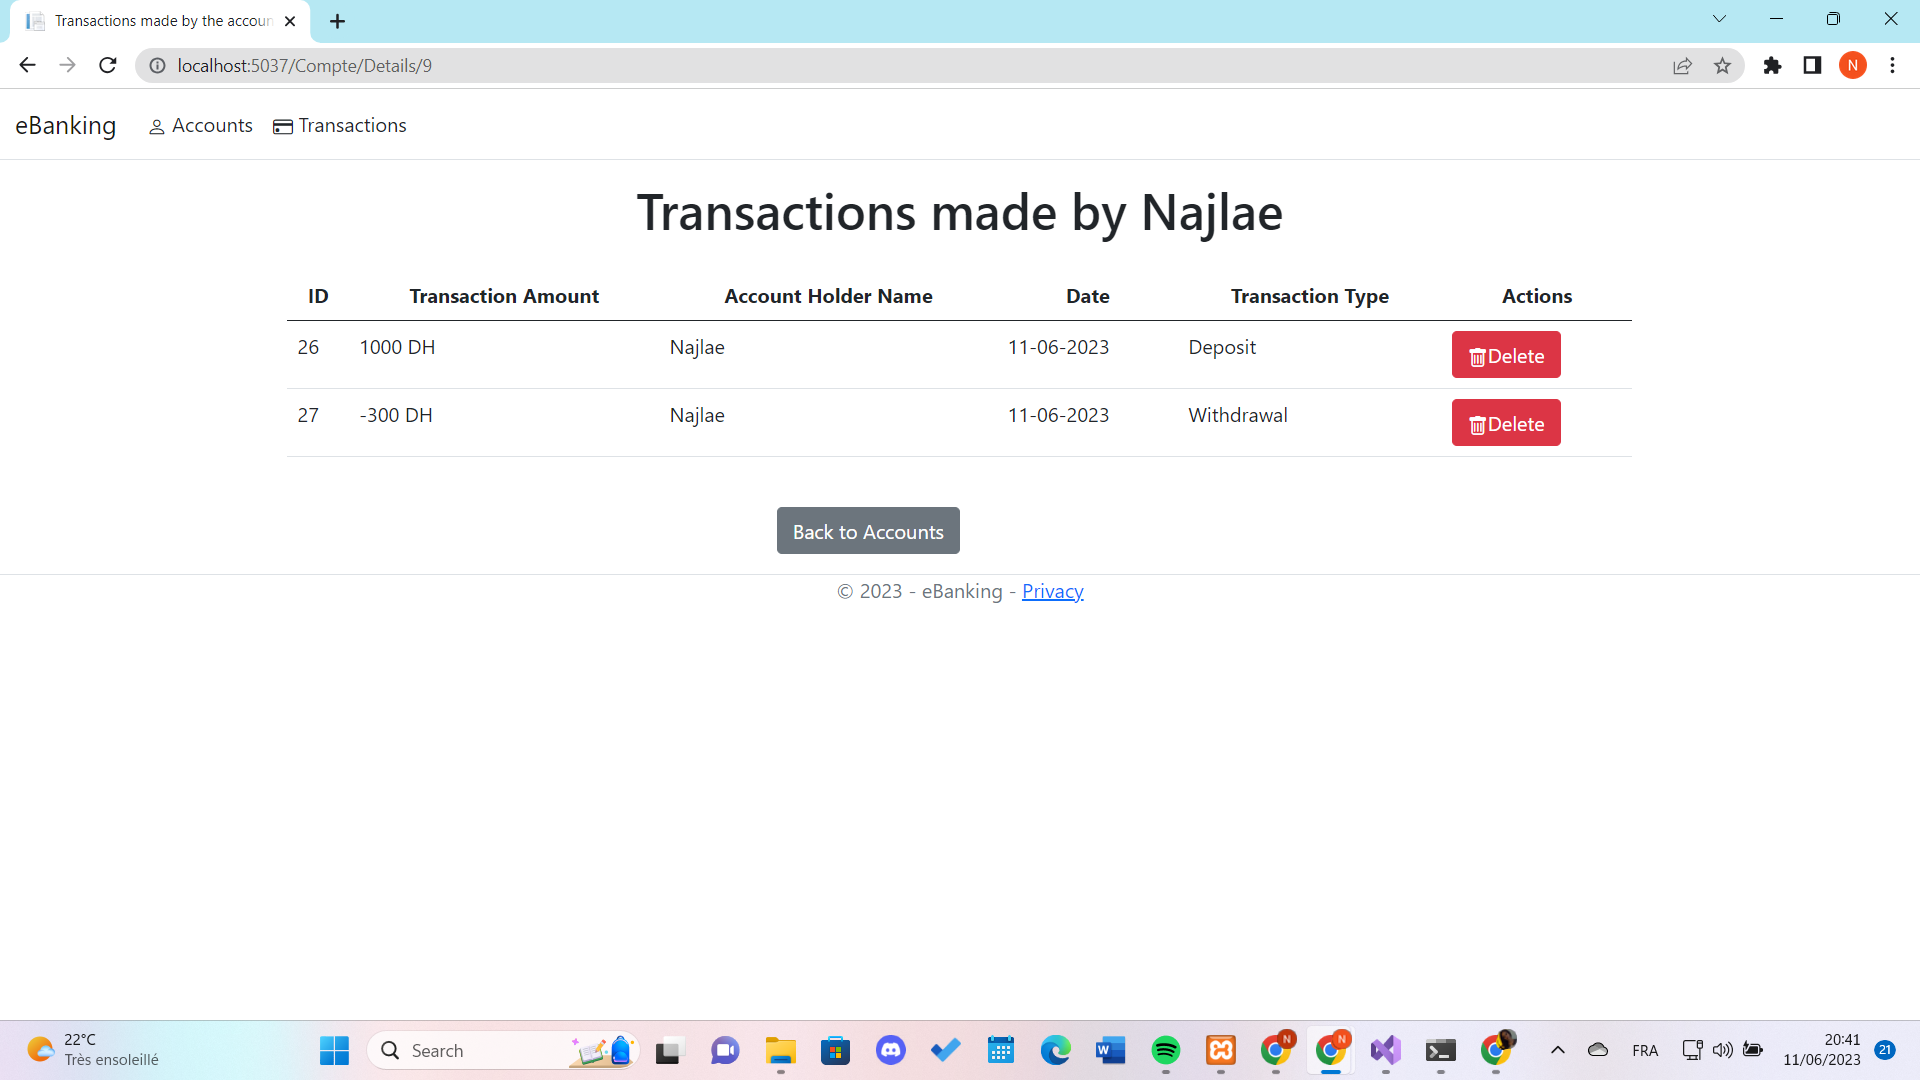 Transactions made by the accoun
localhost:5037/Compte/Details/9
N
eBanking Accounts Transactions
Transactions made by Najlae
ID Transaction Amount Account Holder Name Date Transaction Type Actions
26 1000 DH Najlae 11-06-2023 Deposit Delete
27 -300 DH Najlae 11-06-2023 Withdrawal Delete
Back to Accounts
© 2023 - eBanking - Privacy
22°C
Très ensoleillé
Search
W
N
N
FRA
20:41
11/06/2023
21